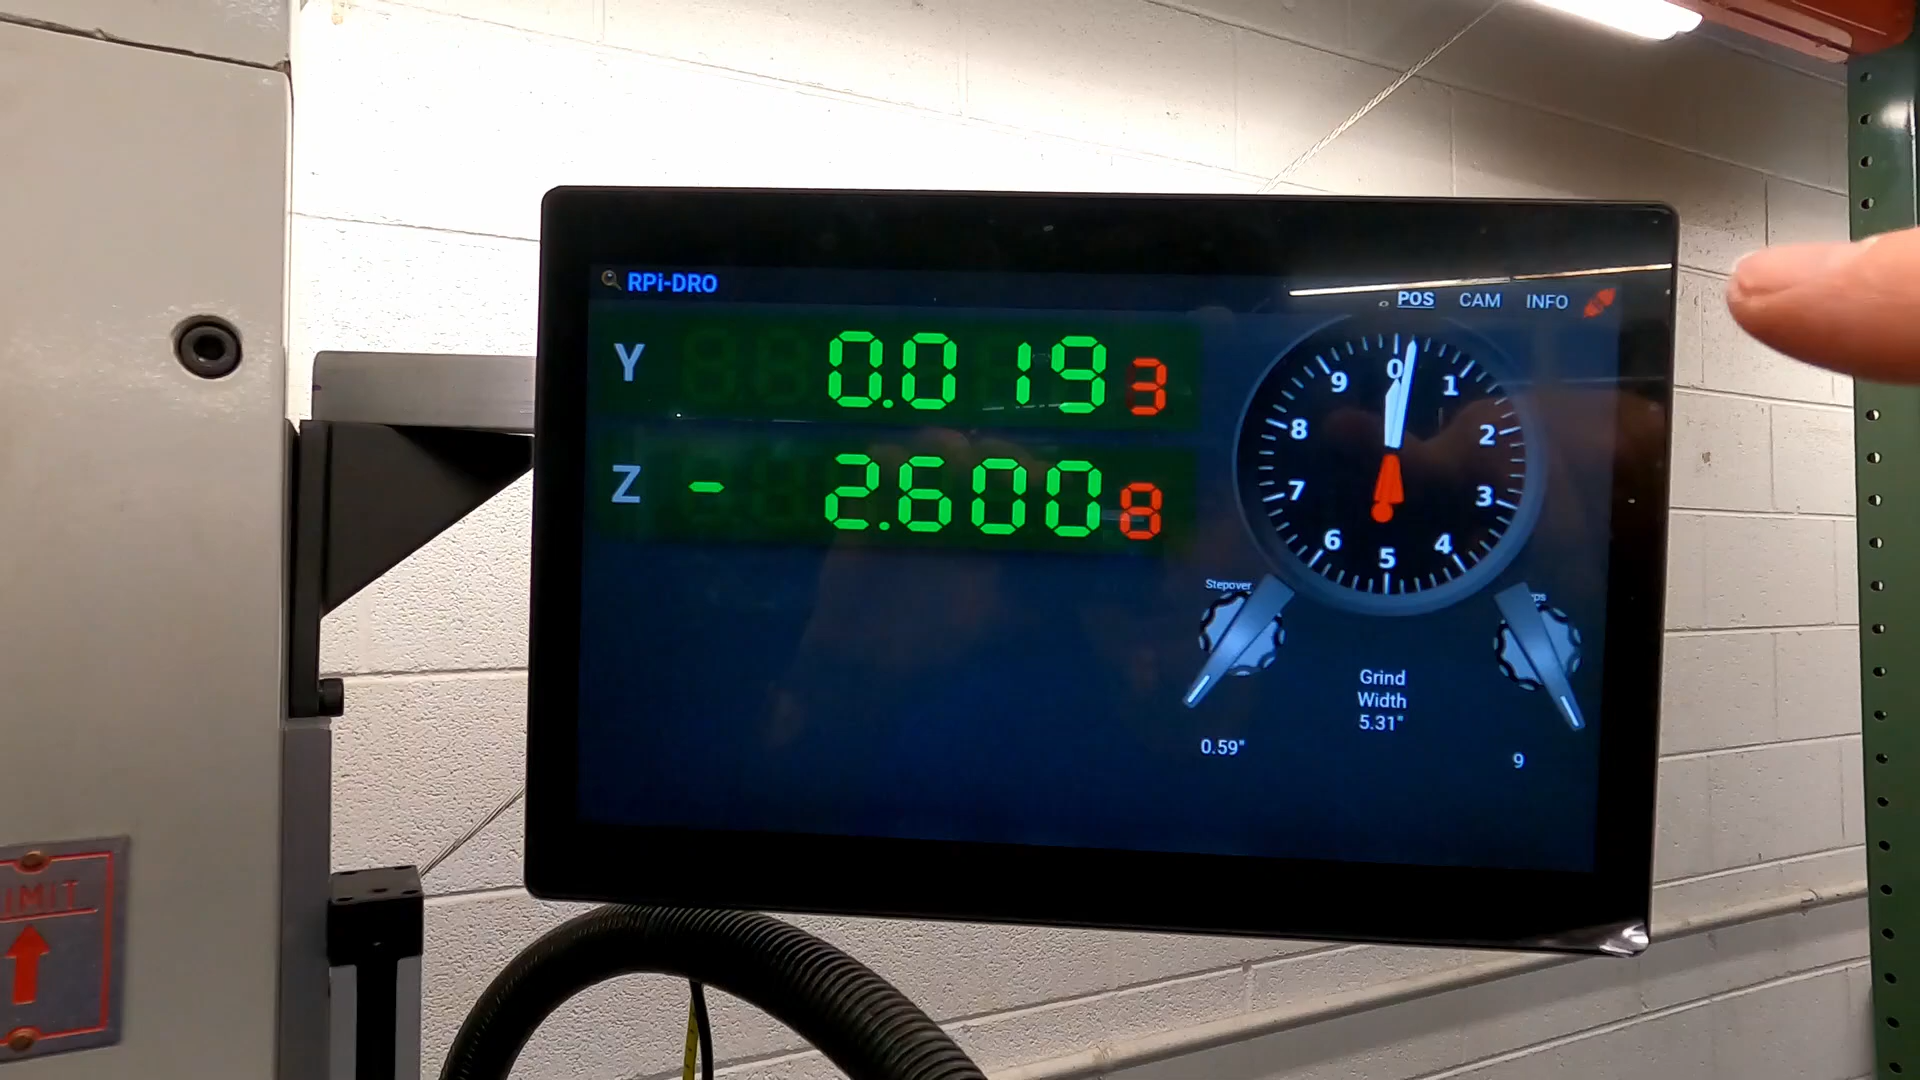 RPi-DRO
POS CAM INFO
Y 0.0193
Z - 2.6008
0
1
2
3
4
5
6
7
8
9
Stepover
Grind
Width
5.31"
0.59"
9